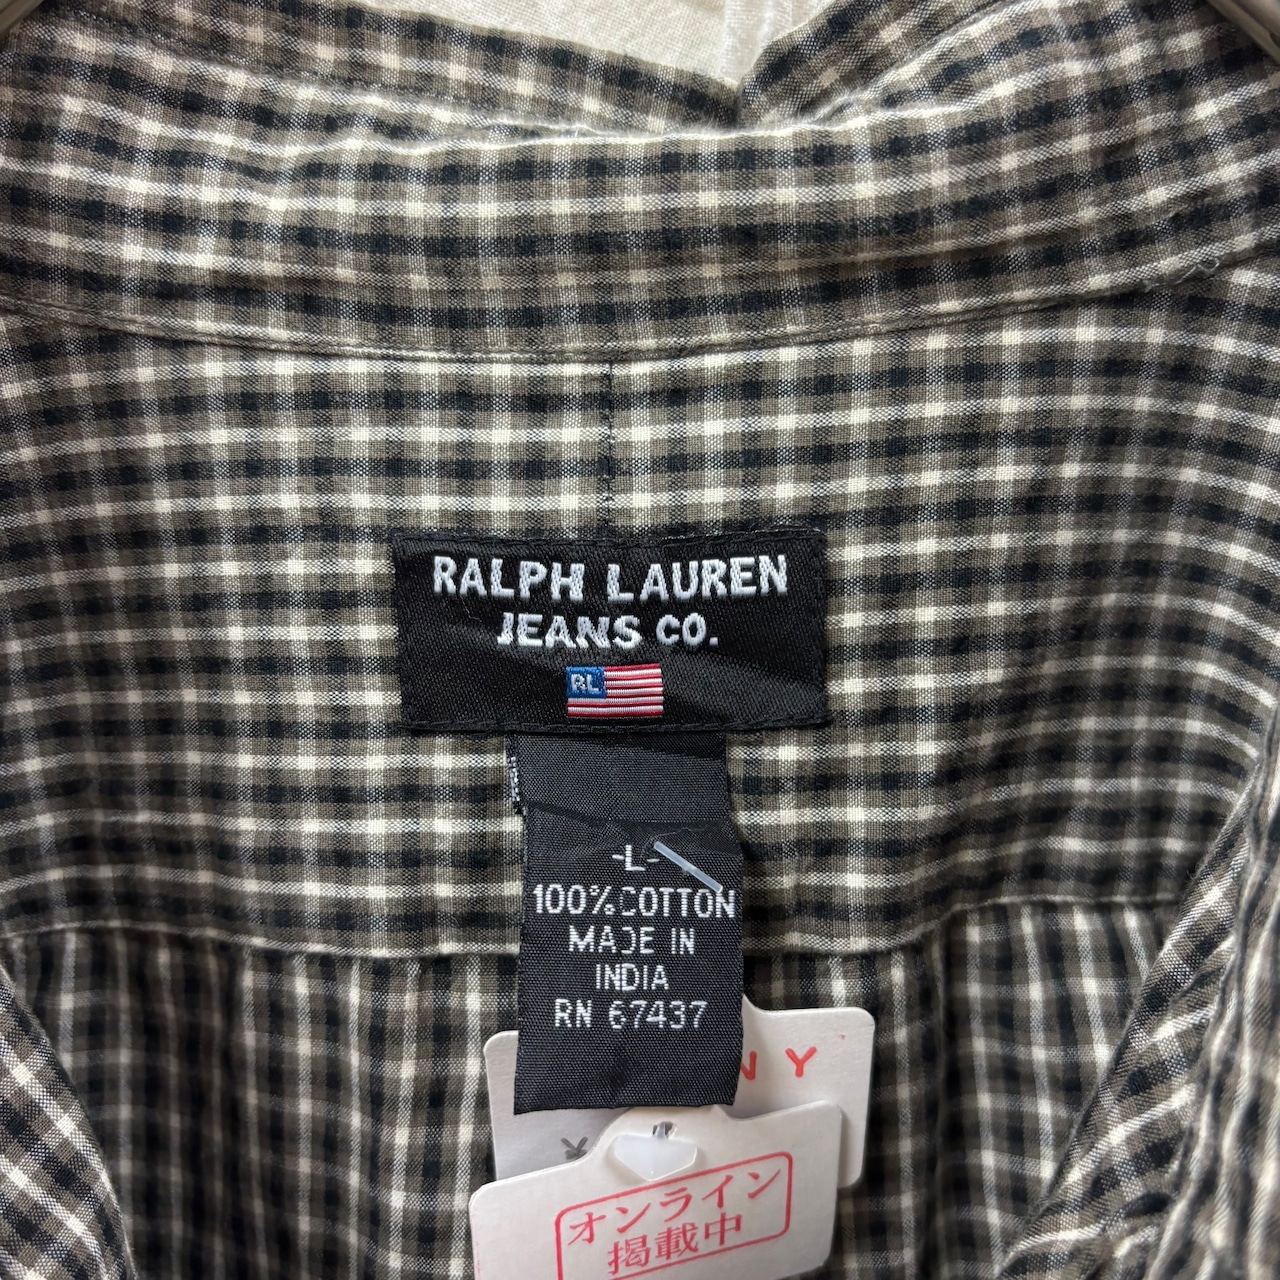 RALPH LAUREN
JEANS CO.
RL
-L-
100%COTTON
MADE IN
INDIA
RN 67437
NY
¥
オンライン
掲載中